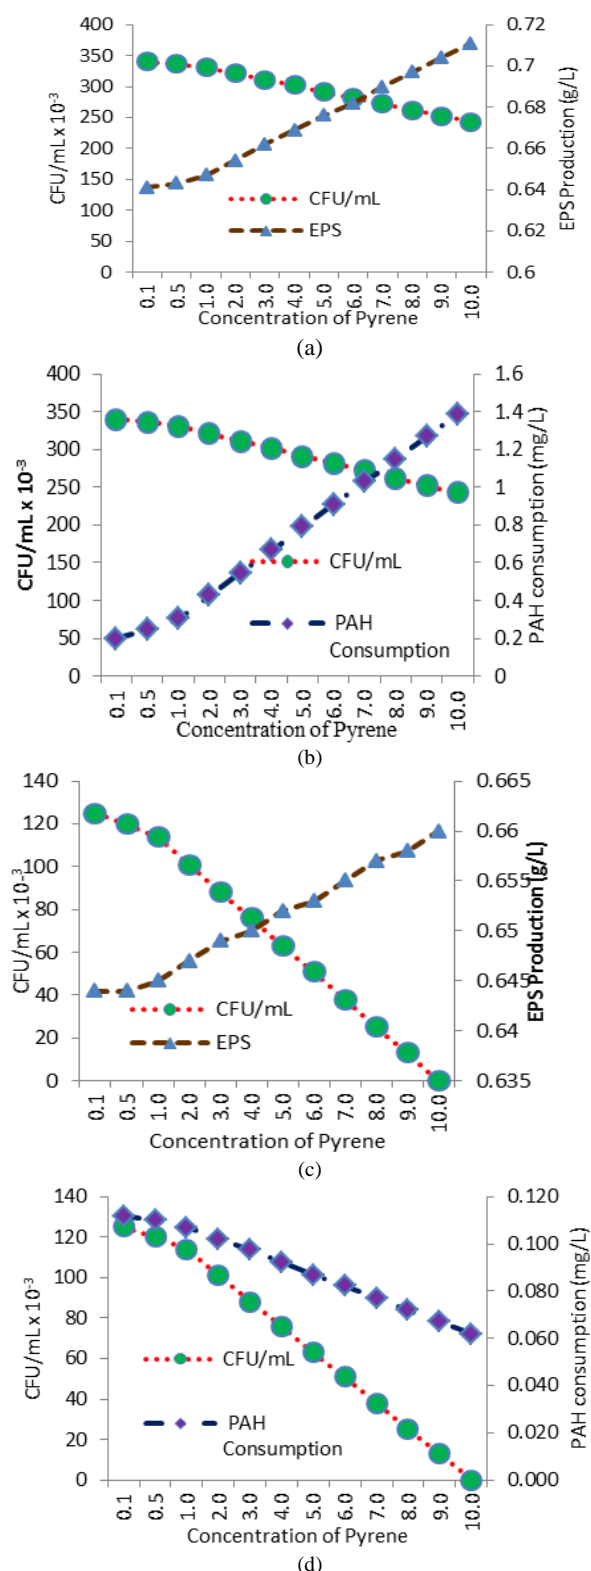 400
350
300
250
200
150
100
50
0
CFU/mL x 10-3
0.72
0.7
0.68
0.66
0.64
0.62
0.6
EPS Production (g/L)
CFU/mL
EPS
0.1 0.5 1.0 2.0 3.0 4.0 5.0 6.0 7.0 8.0 9.0 10.0
Concentration of Pyrene
(a)
400
350
300
250
200
150
100
50
0
CFU/mL x 10-3
1.6
1.4
1.2
1
0.8
0.6
0.4
0.2
0
PAH consumption (mg/L)
CFU/mL
PAH
Consumption
0.1 0.5 1.0 2.0 3.0 4.0 5.0 6.0 7.0 8.0 9.0 10.0
Concentration of Pyrene
(b)
140
120
100
80
60
40
20
0
CFU/mL x 10-3
0.665
0.66
0.655
0.65
0.645
0.64
0.635
EPS Production (g/L)
CFU/mL
EPS
0.1 0.5 1.0 2.0 3.0 4.0 5.0 6.0 7.0 8.0 9.0 10.0
Concentration of Pyrene
(c)
140
120
100
80
60
40
20
0
CFU/mL x 10-3
0.120
0.100
0.080
0.060
0.040
0.020
0.000
PAH consumption (mg/L)
CFU/mL
PAH
Consumption
0.1 0.5 1.0 2.0 3.0 4.0 5.0 6.0 7.0 8.0 9.0 10.0
Concentration of Pyrene
(d)